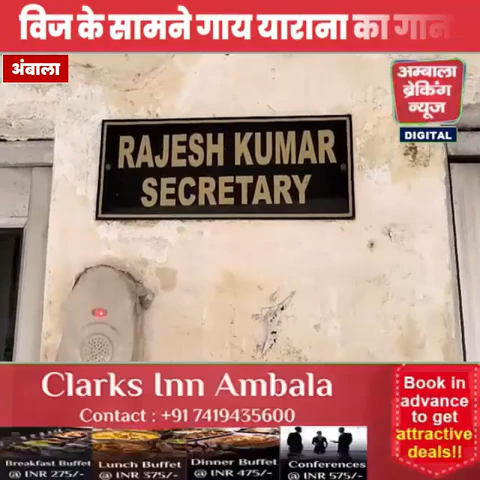 विज के सामने गाय याराना का गान
अंबाला
अम्बाला
ब्रेकिंग
न्यूज
DIGITAL
RAJESH KUMAR
SECRETARY
Clarks Inn Ambala
Contact : +91 7419435600
Book in
advance
to get
attractive
deals!!
Breakfast Buffet
@ INR 275/-
Lunch Buffet
@ INR 375/-
Dinner Buffet
@ INR 475/-
Conferences
@ INR 575/-